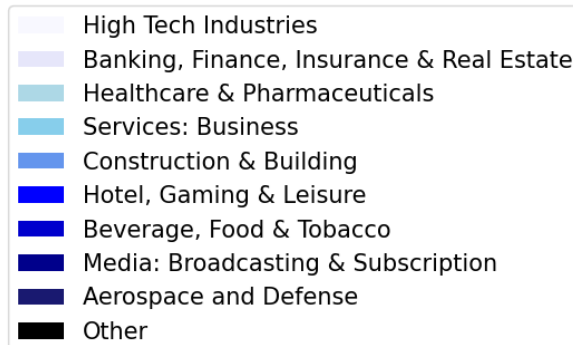 High Tech Industries
Banking, Finance, Insurance & Real Estate
Healthcare & Pharmaceuticals
Services: Business
Construction & Building
Hotel, Gaming & Leisure
Beverage, Food & Tobacco
Media: Broadcasting & Subscription
Aerospace and Defense
Other